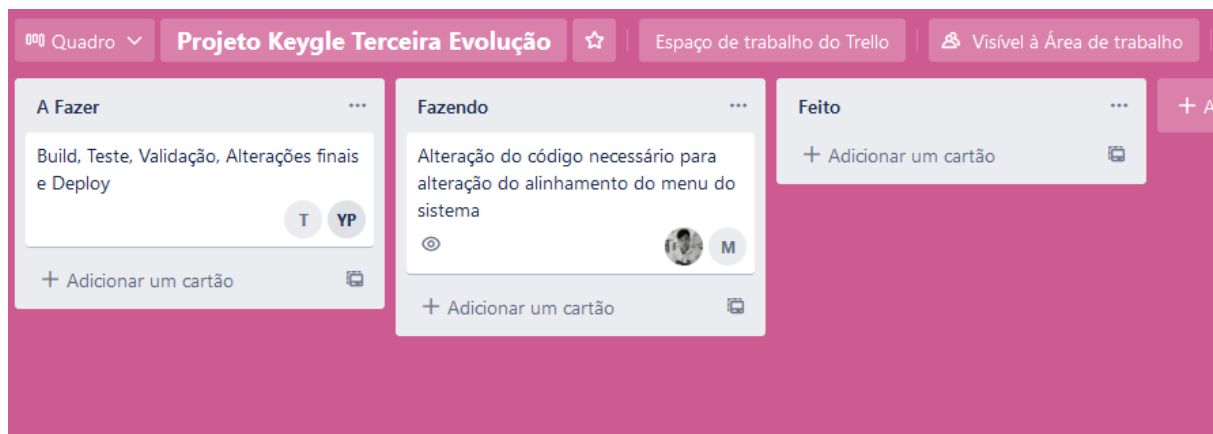 Quadro
Projeto Keygle Terceira Evolução
Espaço de trabalho do Trello
Visível à Área de trabalho
A Fazer
Build, Teste, Validação, Alterações finais
e Deploy
T
YP
+ Adicionar um cartão
Fazendo
Alteração do código necessário para
alteração do alinhamento do menu do
sistema
M
+ Adicionar um cartão
Feito
+ Adicionar um cartão
+ A